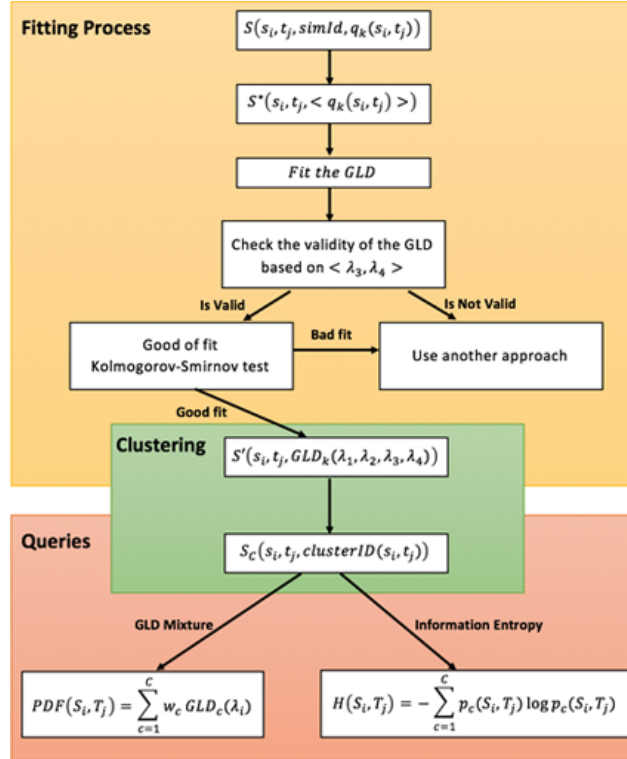 Fitting Process
S(s_i, t_j, simId, q_k(s_i, t_j))
S*(s_i, t_j, < q_k(s_i, t_j) >)
Fit the GLD
Check the validity of the GLD
based on < λ_3, λ_4 >
Is Valid
Is Not Valid
Good of fit
Kolmogorov-Smirnov test
Bad fit
Use another approach
Good fit
Clustering
S'(s_i, t_j, GLD_k(λ_1, λ_2, λ_3, λ_4))
Queries
S_C(s_i, t_j, clusterID(s_i, t_j))
GLD Mixture
Information Entropy
PDF(S_i, T_j) = ∑_{c=1}^{C} w_c GLD_c(λ_i)
H(S_i, T_j) = − ∑_{c=1}^{C} p_c(S_i, T_j) log p_c(S_i, T_j)